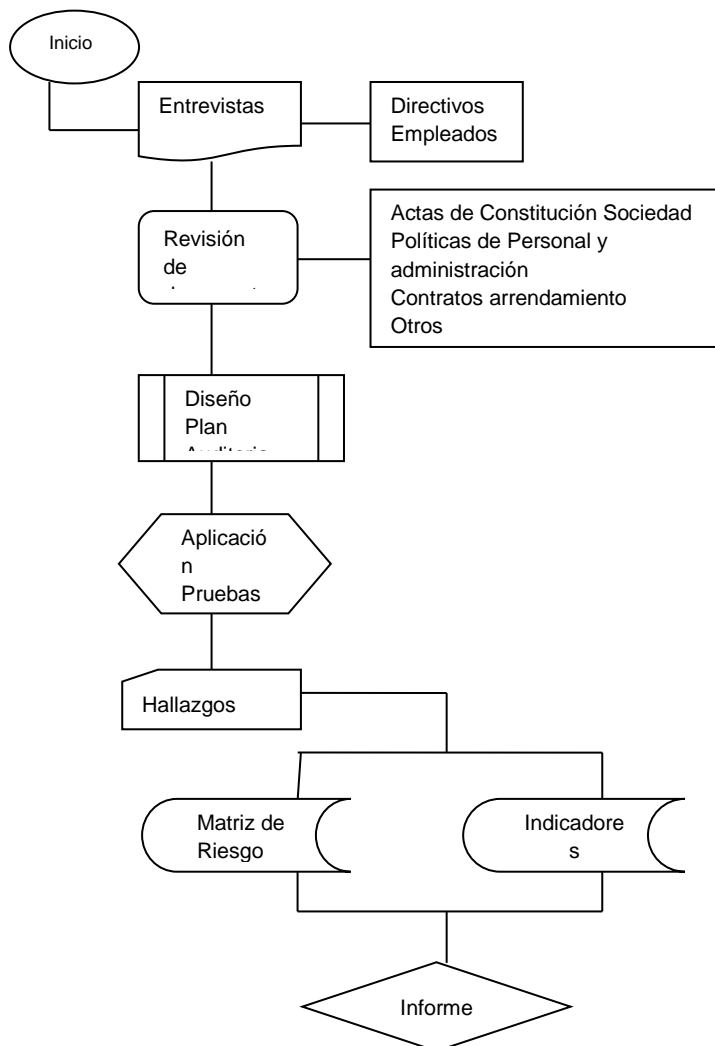 Inicio
Entrevistas
Directivos
Empleados
Revisión
de
Actas de Constitución Sociedad
Políticas de Personal y
administración
Contratos arrendamiento
Otros
Diseño
Plan
Aplicació
n
Pruebas
Hallazgos
Matriz de
Riesgo
Indicadore
s
Informe